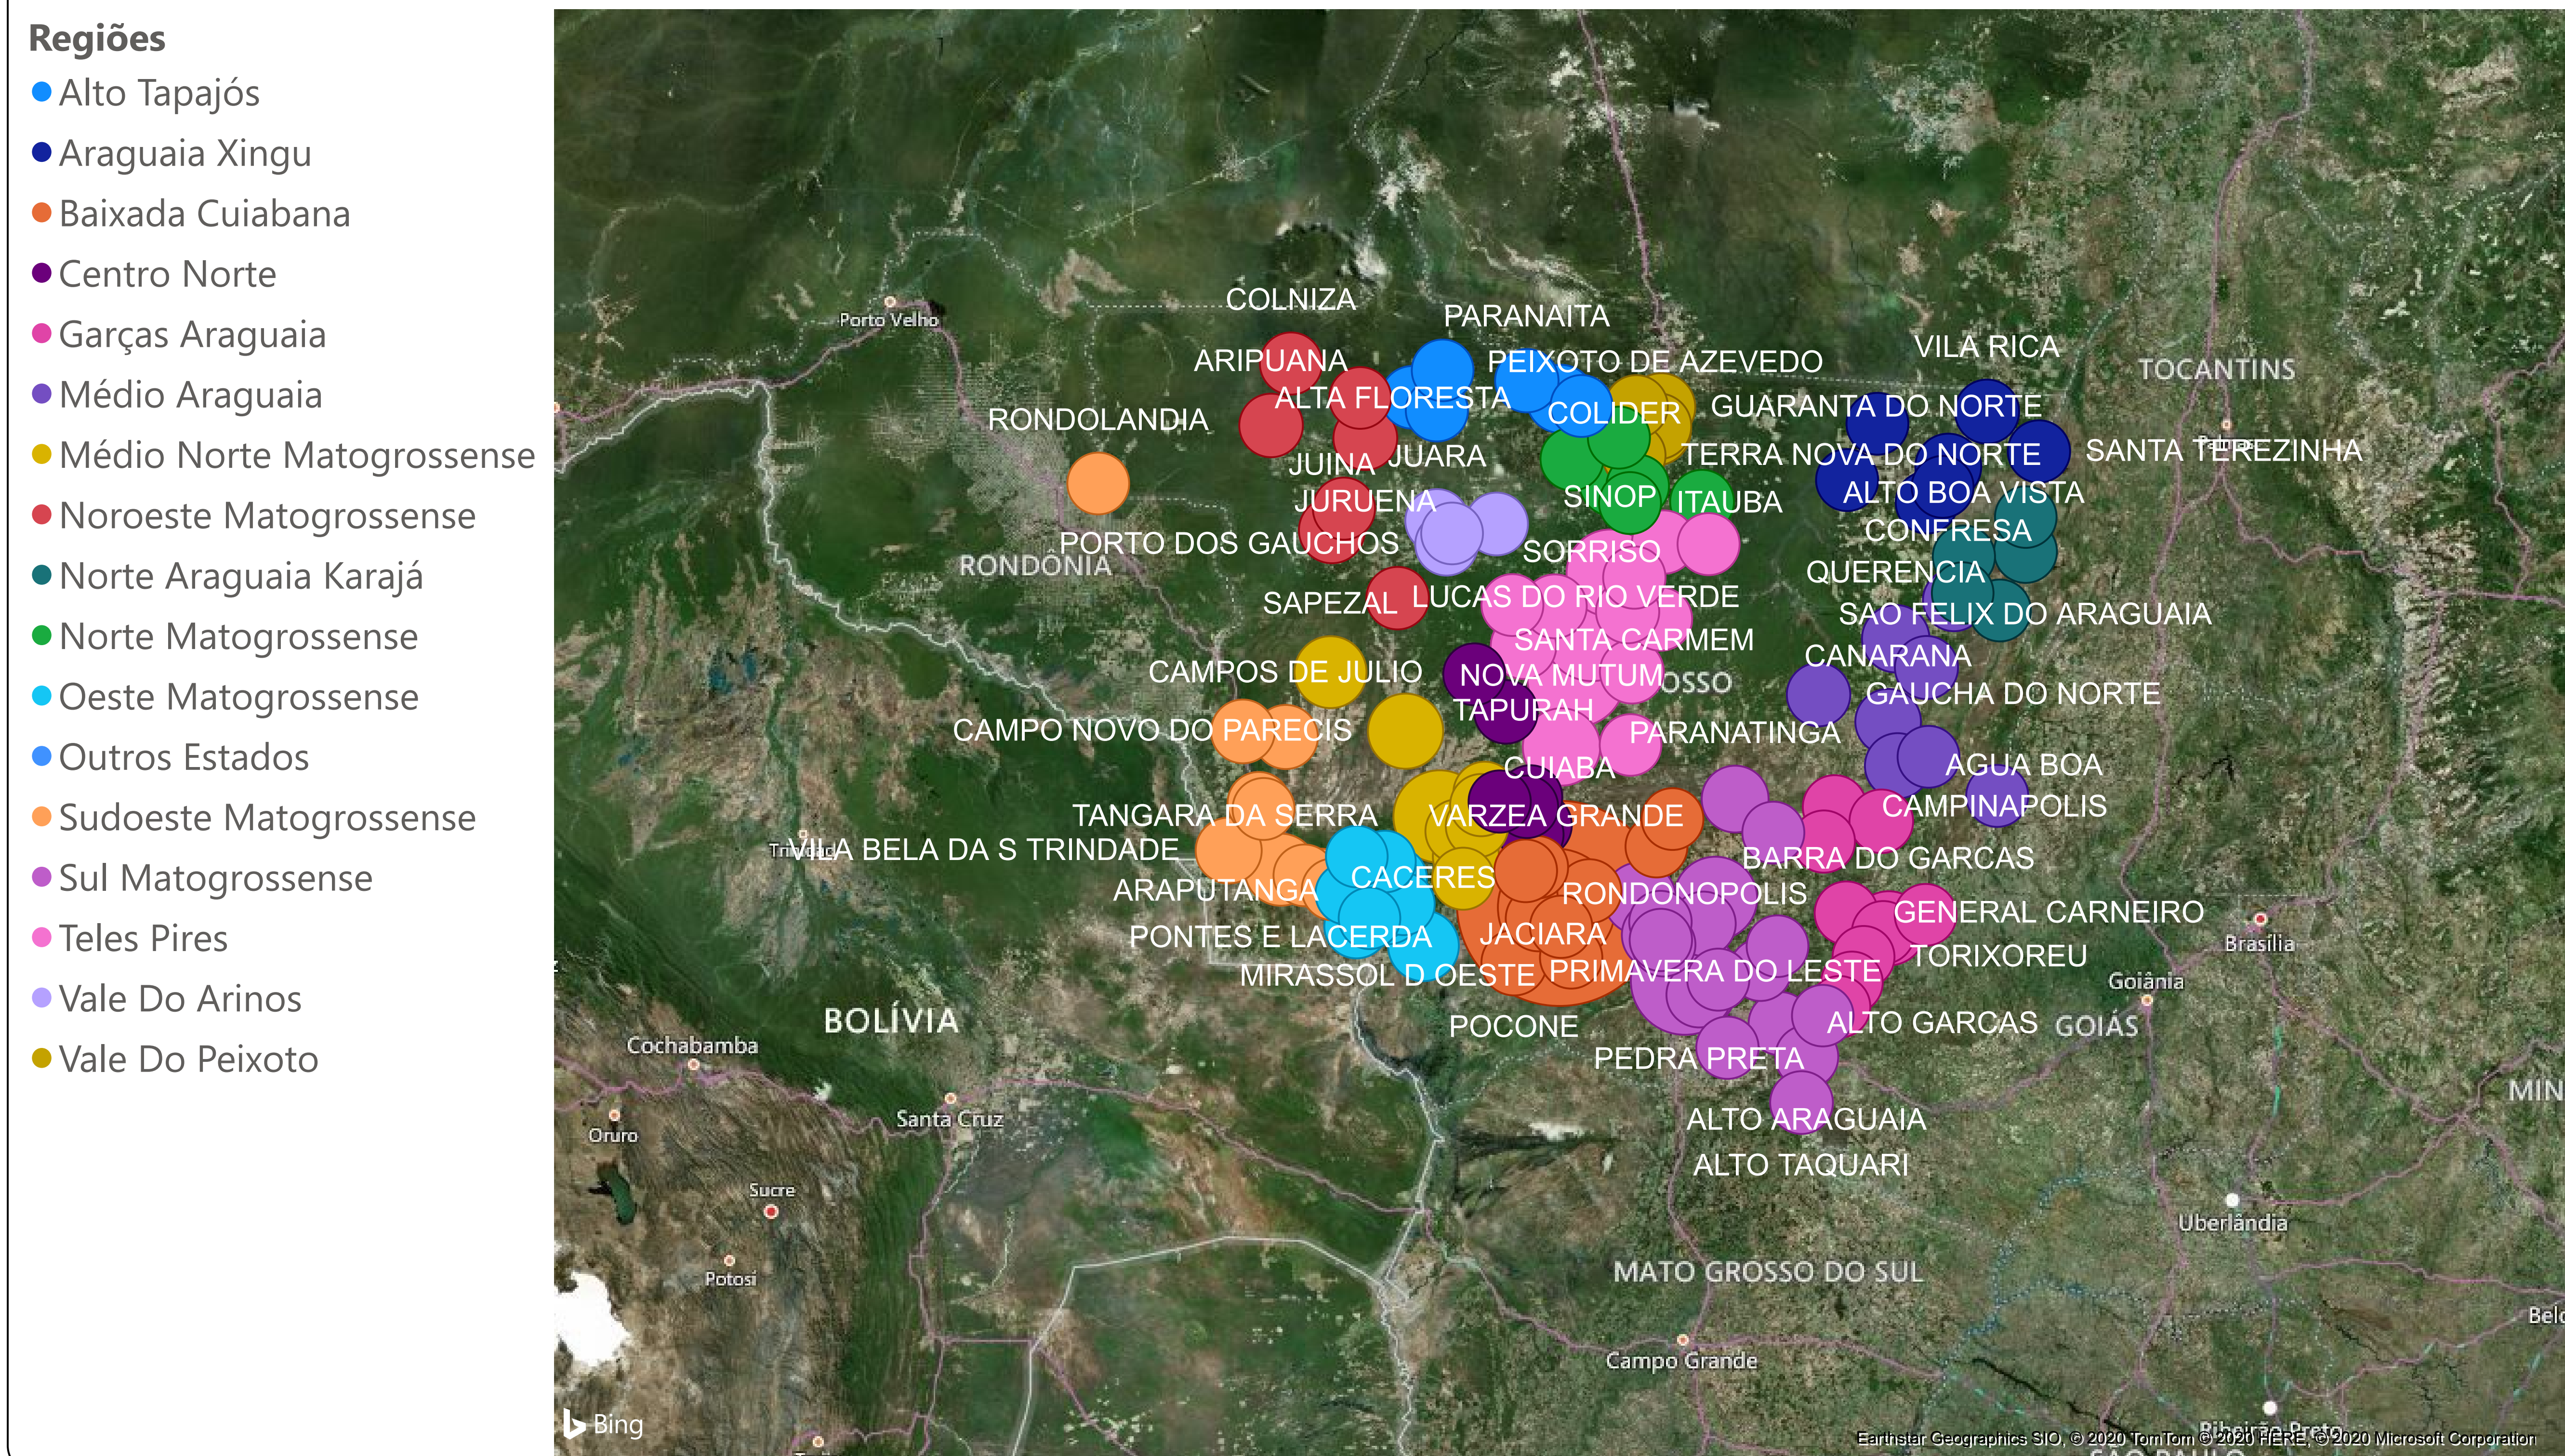 Regiões
Alto Tapajós
Araguaia Xingu
Baixada Cuiabana
Centro Norte
Garças Araguaia
Médio Araguaia
Médio Norte Matogrossense
Noroeste Matogrossense
Norte Araguaia Karajá
Norte Matogrossense
Oeste Matogrossense
Outros Estados
Sudoeste Matogrossense
Sul Matogrossense
Teles Pires
Vale Do Arinos
Vale Do Peixoto
COLNIZA
PARANAITA
Porto Velho
VILA RICA
ARIPUANA
PEIXOTO DE AZEVEDO
TOCANTINS
ALTA FLORESTA
COLIDER
GUARANTA DO NORTE
RONDOLANDIA
JUINA
JUARA
TERRA NOVA DO NORTE
SANTA TEREZINHA
JURUENA
SINOP
ITAUBA
ALTO BOA VISTA
CONFRESA
PORTO DOS GAUCHOS
SORRISO
RONDÔNIA
QUERENCIA
SAPEZAL
LUCAS DO RIO VERDE
SAO FELIX DO ARAGUAIA
SANTA CARMEM
CANARANA
CAMPOS DE JULIO
NOVA MUTUM
OSSO
GAUCHA DO NORTE
TAPURAH
CAMPO NOVO DO PARECIS
PARANATINGA
CUIABA
AGUA BOA
TANGARA DA SERRA
VARZEA GRANDE
CAMPINAPOLIS
VILA BELA DA S TRINDADE
BARRA DO GARCAS
ARAPUTANGA
CACERES
RONDONOPOLIS
GENERAL CARNEIRO
PONTES E LACERDA
JACIARA
TORIXOREU
Brasília
MIRASSOL D OESTE
PRIMAVERA DO LESTE
Goiânia
BOLÍVIA
POCONE
ALTO GARCAS
GOIÁS
Cochabamba
PEDRA PRETA
MIN
Santa Cruz
ALTO ARAGUAIA
Oruro
ALTO TAQUARI
Sucre
Uberlândia
Potosí
MATO GROSSO DO SUL
Belo
Campo Grande
Bing
Ribeirão Preto
Earthstar Geographics SIO, © 2020 TomTom © 2020 HERE, © 2020 Microsoft Corporation